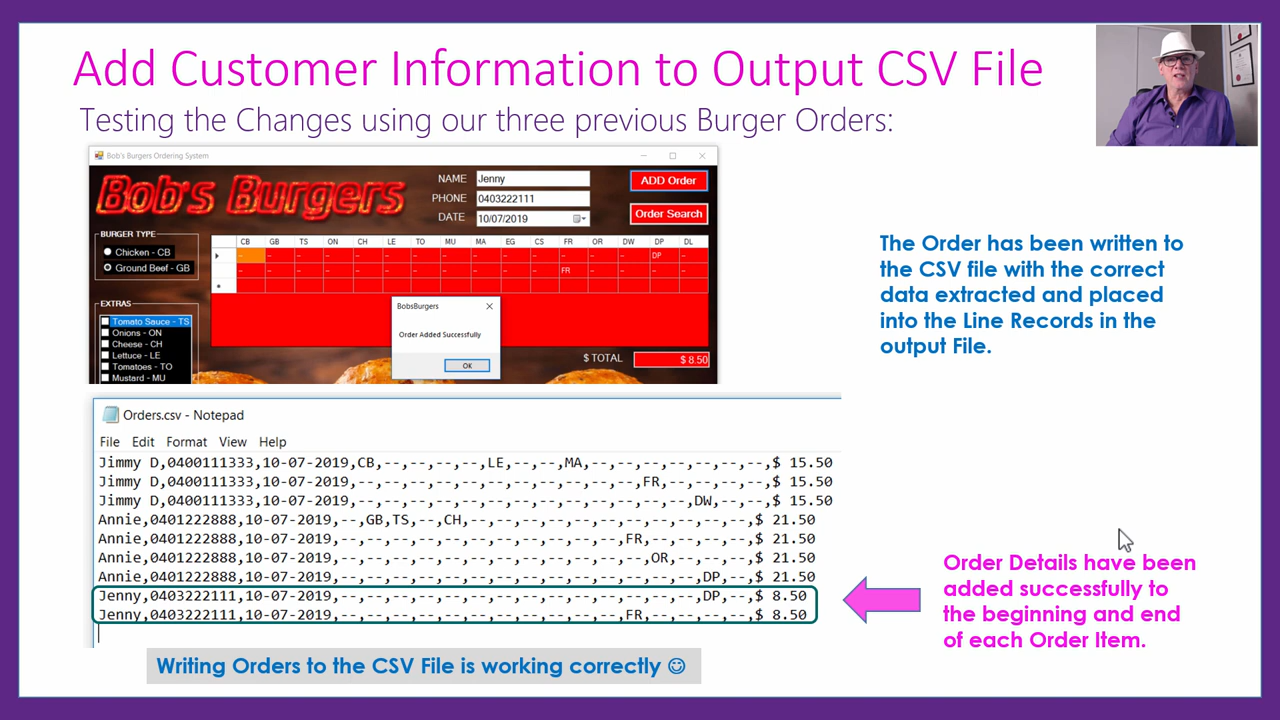 Add Customer Information to Output CSV File
Testing the Changes using our three previous Burger Orders:
Bob's Burgers Ordering System
Bob's Burgers
NAME Jenny
PHONE 0403222111
DATE 10/07/2019
ADD Order
Order Search
BURGER TYPE
Chicken - CB
Ground Beef - GB
EXTRAS
Tomato Sauce - TS
Onions - ON
Cheese - CH
Lettuce - LE
Tomatoes - TO
Mustard - MU
CB GB TS ON CH LE TO MU MA EG CS FR OR DW DP DL
-- -- -- -- -- -- -- -- -- -- -- -- -- -- DP --
-- -- -- -- -- -- -- -- -- -- -- FR -- -- -- --
BobsBurgers
Order Added Successfully
OK
$ TOTAL $ 8.50
The Order has been written to
the CSV file with the correct
data extracted and placed
into the Line Records in the
output File.
Orders.csv - Notepad
File Edit Format View Help
Jimmy D,0400111333,10-07-2019,CB,--,--,--,--,LE,--,--,MA,--,--,--,--,--,--,--,$ 15.50
Jimmy D,0400111333,10-07-2019,--,--,--,--,--,--,--,--,--,--,--,FR,--,--,--,--,$ 15.50
Jimmy D,0400111333,10-07-2019,--,--,--,--,--,--,--,--,--,--,--,--,--,DW,--,--,$ 15.50
Annie,0401222888,10-07-2019,--,GB,TS,--,CH,--,--,--,--,--,--,--,--,--,--,--,$ 21.50
Annie,0401222888,10-07-2019,--,--,--,--,--,--,--,--,--,--,--,FR,--,--,--,--,$ 21.50
Annie,0401222888,10-07-2019,--,--,--,--,--,--,--,--,--,--,--,--,OR,--,--,--,$ 21.50
Annie,0401222888,10-07-2019,--,--,--,--,--,--,--,--,--,--,--,--,--,--,DP,--,$ 21.50
Jenny,0403222111,10-07-2019,--,--,--,--,--,--,--,--,--,--,--,--,--,--,DP,--,$ 8.50
Jenny,0403222111,10-07-2019,--,--,--,--,--,--,--,--,--,--,--,FR,--,--,--,--,$ 8.50
Order Details have been
added successfully to
the beginning and end
of each Order Item.
Writing Orders to the CSV File is working correctly ☺